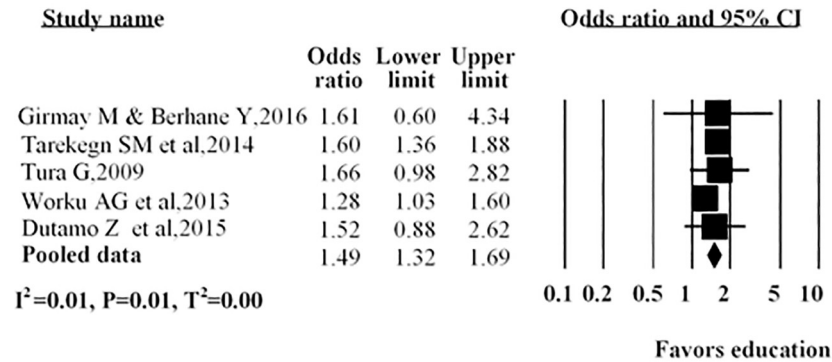 Study name Odds ratio and 95% CI
Odds Lower Upper
ratio limit limit
Girmay M & Berhane Y,2016 1.61 0.60 4.34
Tarekegn SM et al,2014 1.60 1.36 1.88
Tura G,2009 1.66 0.98 2.82
Worku AG et al,2013 1.28 1.03 1.60
Dutamo Z et al,2015 1.52 0.88 2.62
Pooled data 1.49 1.32 1.69
I²=0.01, P=0.01, T²=0.00 0.1 0.2 0.5 1 2 5 10
Favors education